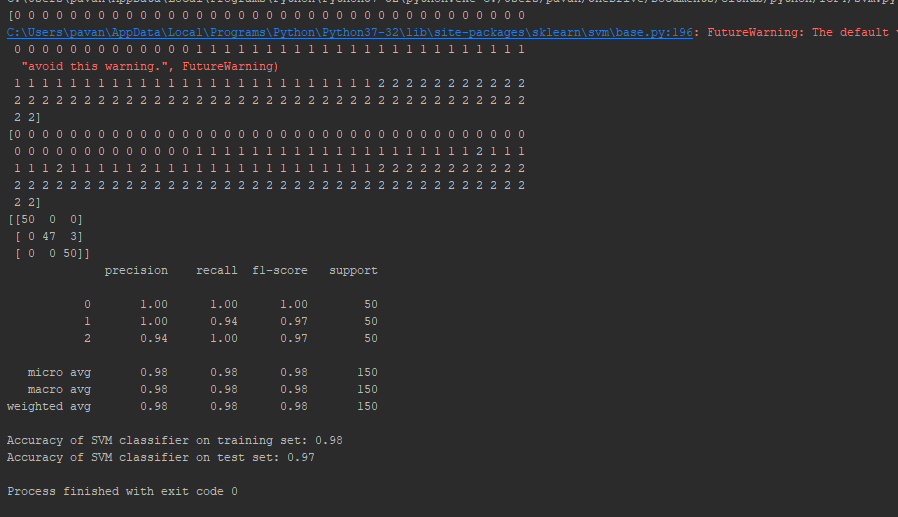 [0 0 0 0 0 0 0 0 0 0 0 0 0 0 0 0 0 0 0 0 0 0 0 0 0 0 0 0 0 0 0 0 0 0 0 0 0
C:\Users\pavan\AppData\Local\Programs\Python\Python37-32\lib\site-packages\sklearn\svm\base.py:196: FutureWarning: The default
0 0 0 0 0 0 0 0 0 0 0 0 0 1 1 1 1 1 1 1 1 1 1 1 1 1 1 1 1 1 1 1 1 1 1 1 1
"avoid this warning.", FutureWarning)
1 1 1 1 1 1 1 1 1 1 1 1 1 1 1 1 1 1 1 1 1 1 1 1 1 1 2 2 2 2 2 2 2 2 2 2 2
2 2 2 2 2 2 2 2 2 2 2 2 2 2 2 2 2 2 2 2 2 2 2 2 2 2 2 2 2 2 2 2 2 2 2 2 2
2 2]
[0 0 0 0 0 0 0 0 0 0 0 0 0 0 0 0 0 0 0 0 0 0 0 0 0 0 0 0 0 0 0 0 0 0 0 0 0
0 0 0 0 0 0 0 0 0 0 0 0 0 1 1 1 1 1 1 1 1 1 1 1 1 1 1 1 1 1 1 1 1 2 1 1 1
1 1 1 2 1 1 1 1 1 2 1 1 1 1 1 1 1 1 1 1 1 1 1 1 1 1 2 2 2 2 2 2 2 2 2 2 2
2 2 2 2 2 2 2 2 2 2 2 2 2 2 2 2 2 2 2 2 2 2 2 2 2 2 2 2 2 2 2 2 2 2 2 2 2
2 2]
[[50 0 0]
[ 0 47 3]
[ 0 0 50]]
precision recall f1-score support
0 1.00 1.00 1.00 50
1 1.00 0.94 0.97 50
2 0.94 1.00 0.97 50
micro avg 0.98 0.98 0.98 150
macro avg 0.98 0.98 0.98 150
weighted avg 0.98 0.98 0.98 150
Accuracy of SVM classifier on training set: 0.98
Accuracy of SVM classifier on test set: 0.97
Process finished with exit code 0